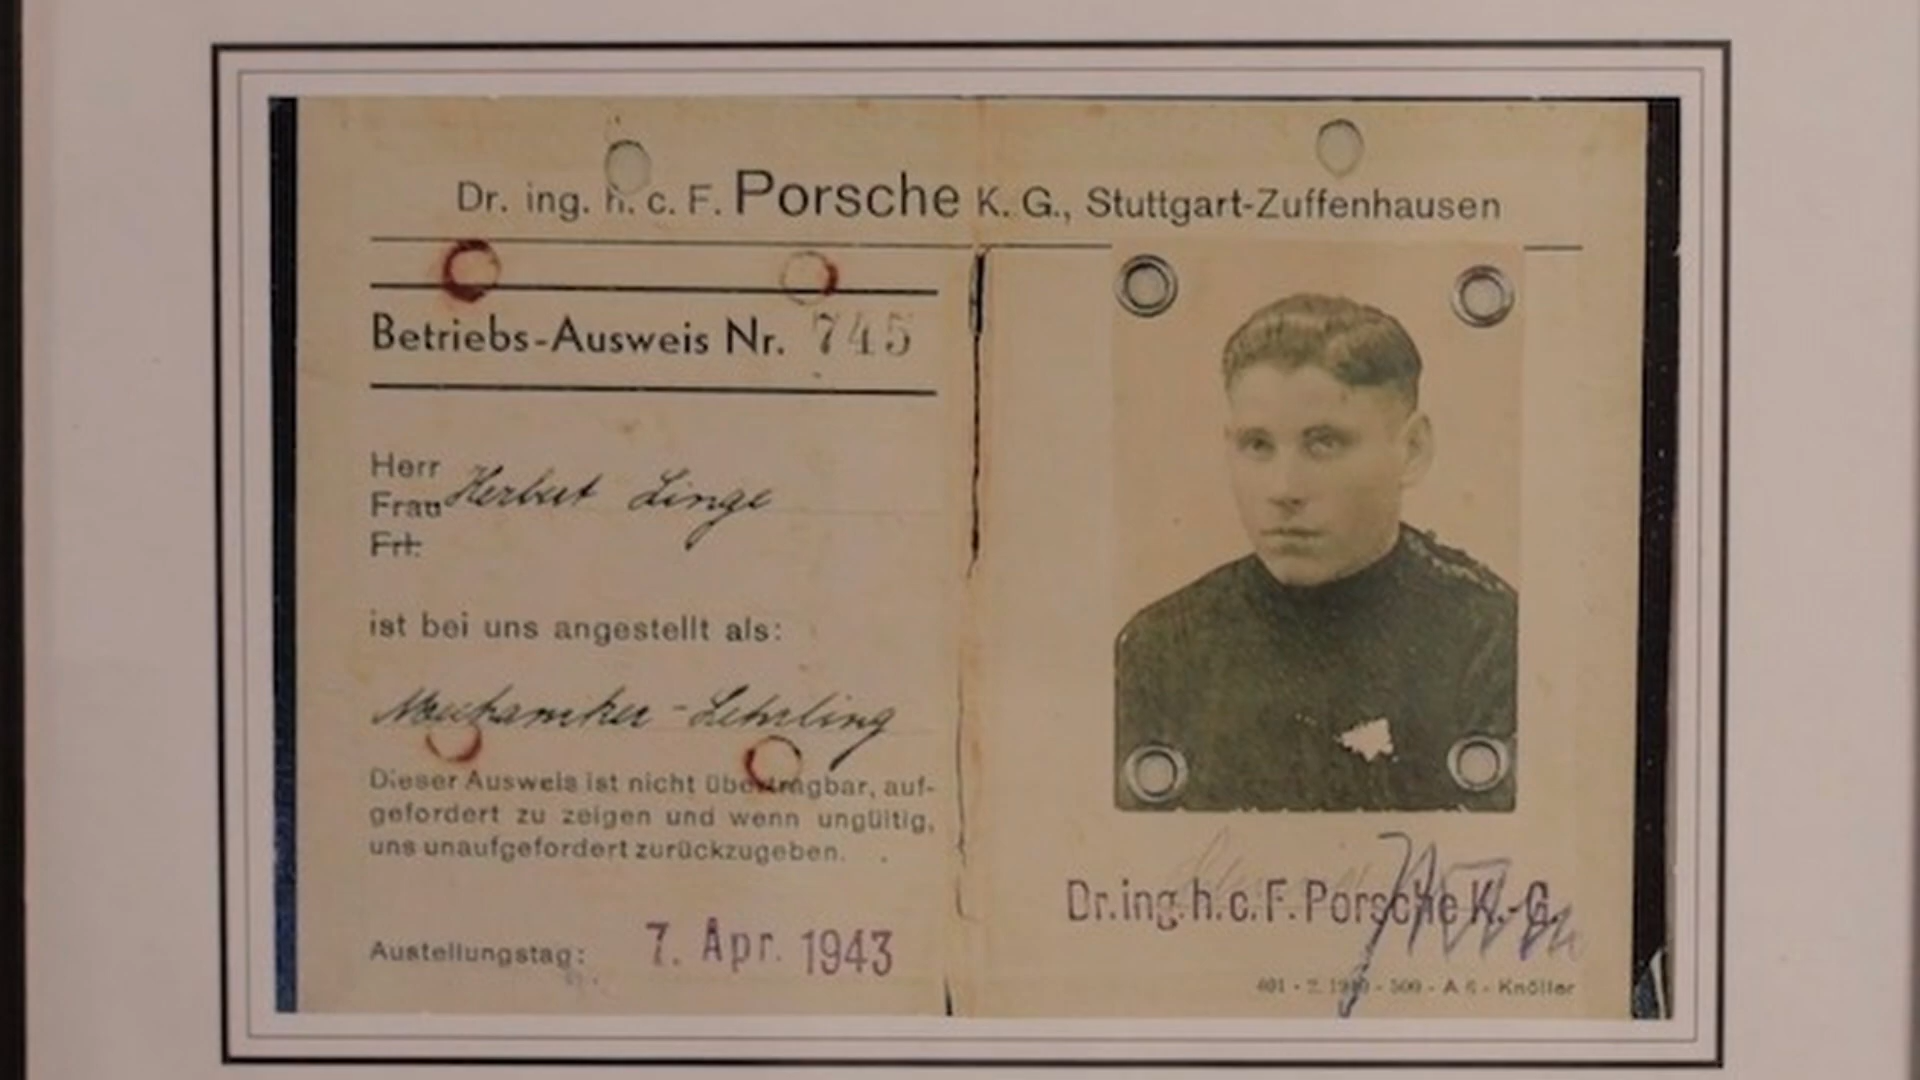 Dr. ing. h. c. F. Porsche K. G., Stuttgart-Zuffenhausen
Betriebs-Ausweis Nr. 745
Herr
Frau Herbert Linge
Frl.
ist bei uns angestellt als:
Mechaniker-Lehrling
Dieser Ausweis ist nicht übertragbar, auf-
gefordert zu zeigen und wenn ungültig,
uns unaufgefordert zurückzugeben.
Austellungstag: 7. Apr. 1943
Dr. ing. h. c. F. Porsche K.-G.
- 500 - A 6 - Knöller